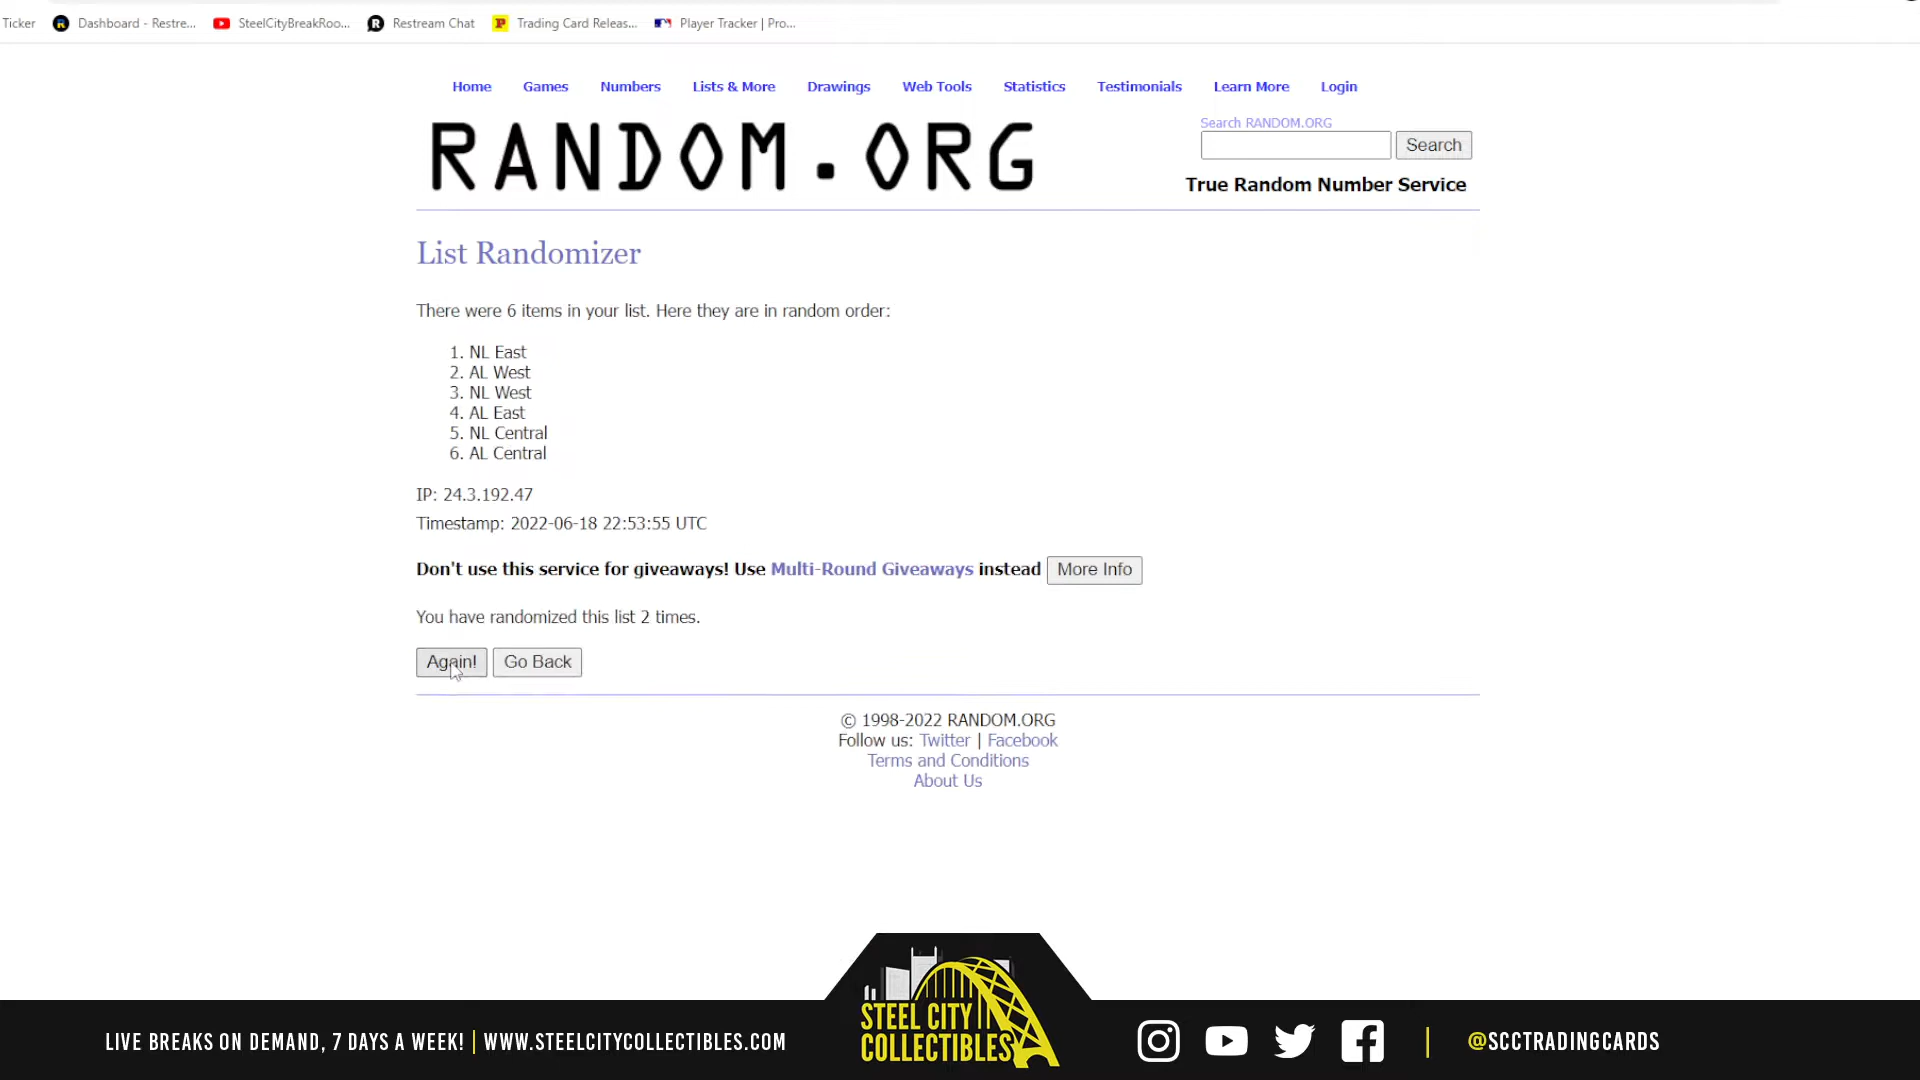 Ticker Dashboard - Restre... SteelCityBreakRoo... Restream Chat Trading Card Releas... Player Tracker | Pro...
Home Games Numbers Lists & More Drawings Web Tools Statistics Testimonials Learn More Login
RANDOM.ORG
Search RANDOM.ORG
Search
True Random Number Service
List Randomizer
There were 6 items in your list. Here they are in random order:
1. NL East
2. AL West
3. NL West
4. AL East
5. NL Central
6. AL Central
IP: 24.3.192.47
Timestamp: 2022-06-18 22:53:55 UTC
Don't use this service for giveaways! Use Multi-Round Giveaways instead More Info
You have randomized this list 2 times.
Again! Go Back
© 1998-2022 RANDOM.ORG
Follow us: Twitter | Facebook
Terms and Conditions
About Us
LIVE BREAKS ON DEMAND, 7 DAYS A WEEK! | WWW.STEELCITYCOLLECTIBLES.COM
STEEL CITY
COLLECTIBLES
| @SCCTRADINGCARDS